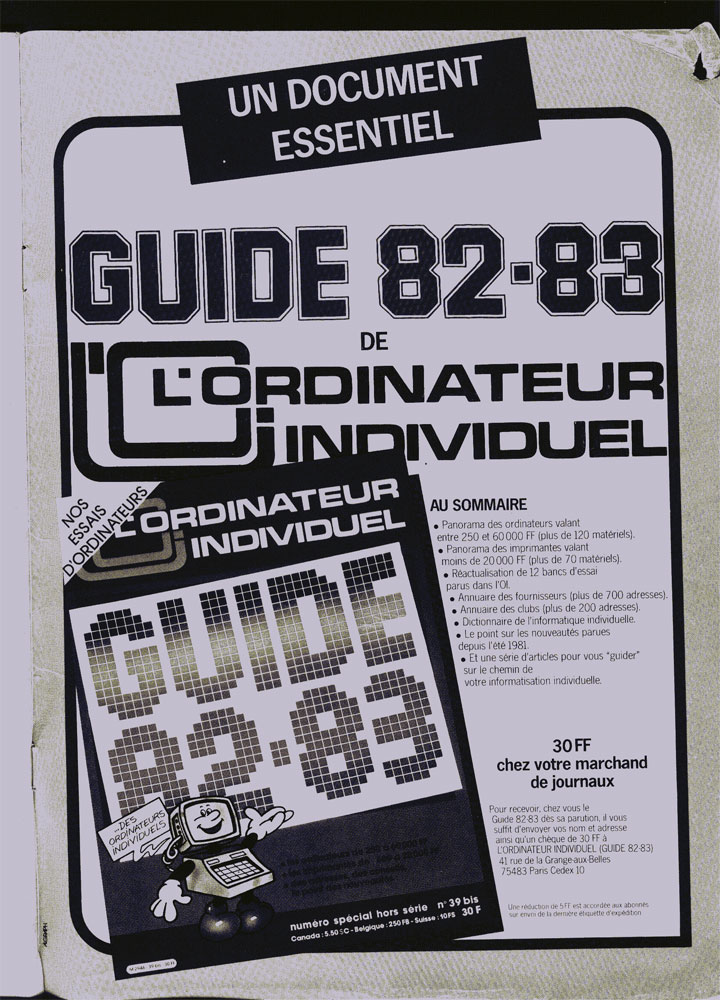 UN DOCUMENT
ESSENTIEL
GUIDE 82·83
DE
L'ORDINATEUR
INDIVIDUEL
NOS
ESSAIS
D'ORDINATEURS
L'ORDINATEUR
INDIVIDUEL
GUIDE
82·83
...DES
ORDINATEURS
INDIVIDUELS
numéro spécial hors série n° 39 bis
Canada : 5.50 $C - Belgique : 250 FB - Suisse : 10 FS 30 F
AU SOMMAIRE
• Panorama des ordinateurs valant
entre 250 et 60 000 FF (plus de 120 matériels).
• Panorama des imprimantes valant
moins de 20 000 FF (plus de 70 matériels).
• Réactualisation de 12 bancs d'essai
parus dans l'OI.
• Annuaire des fournisseurs (plus de 700 adresses).
• Annuaire des clubs (plus de 200 adresses).
• Dictionnaire de l'informatique individuelle.
• Le point sur les nouveautés parues
depuis l'été 1981.
• Et une série d'articles pour vous "guider"
sur le chemin de
votre informatisation individuelle.
30 FF
chez votre marchand
de journaux
Pour recevoir, chez vous le
Guide 82-83 dès sa parution, il vous
suffit d'envoyer vos nom et adresse
ainsi qu'un chèque de 30 FF à
L'ORDINATEUR INDIVIDUEL (GUIDE 82-83)
41 rue de la Grange-aux-Belles
75483 Paris Cedex 10
Une réduction de 5 FF est accordée aux abonnés
sur envoi de la dernière étiquette d'expédition